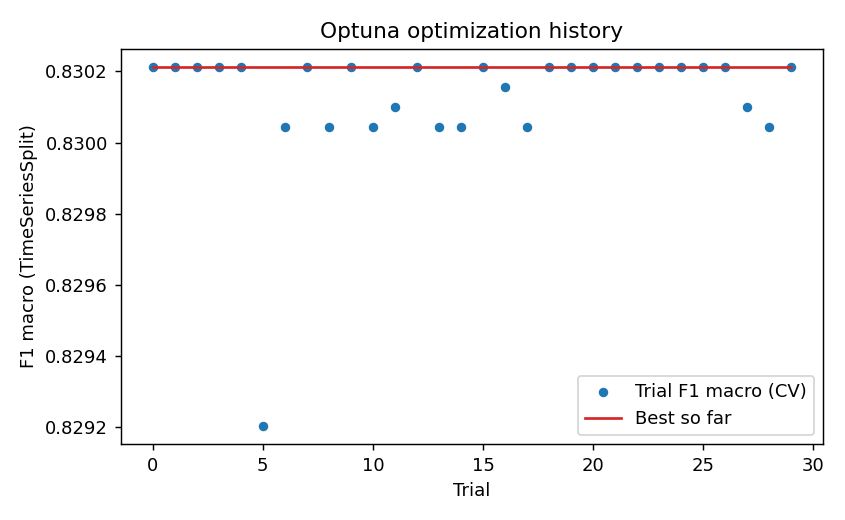 Optuna optimization history
F1 macro (TimeSeriesSplit)
0.8302
0.8300
0.8298
0.8296
0.8294
0.8292
Trial F1 macro (CV)
Best so far
0 5 10 15 20 25 30
Trial